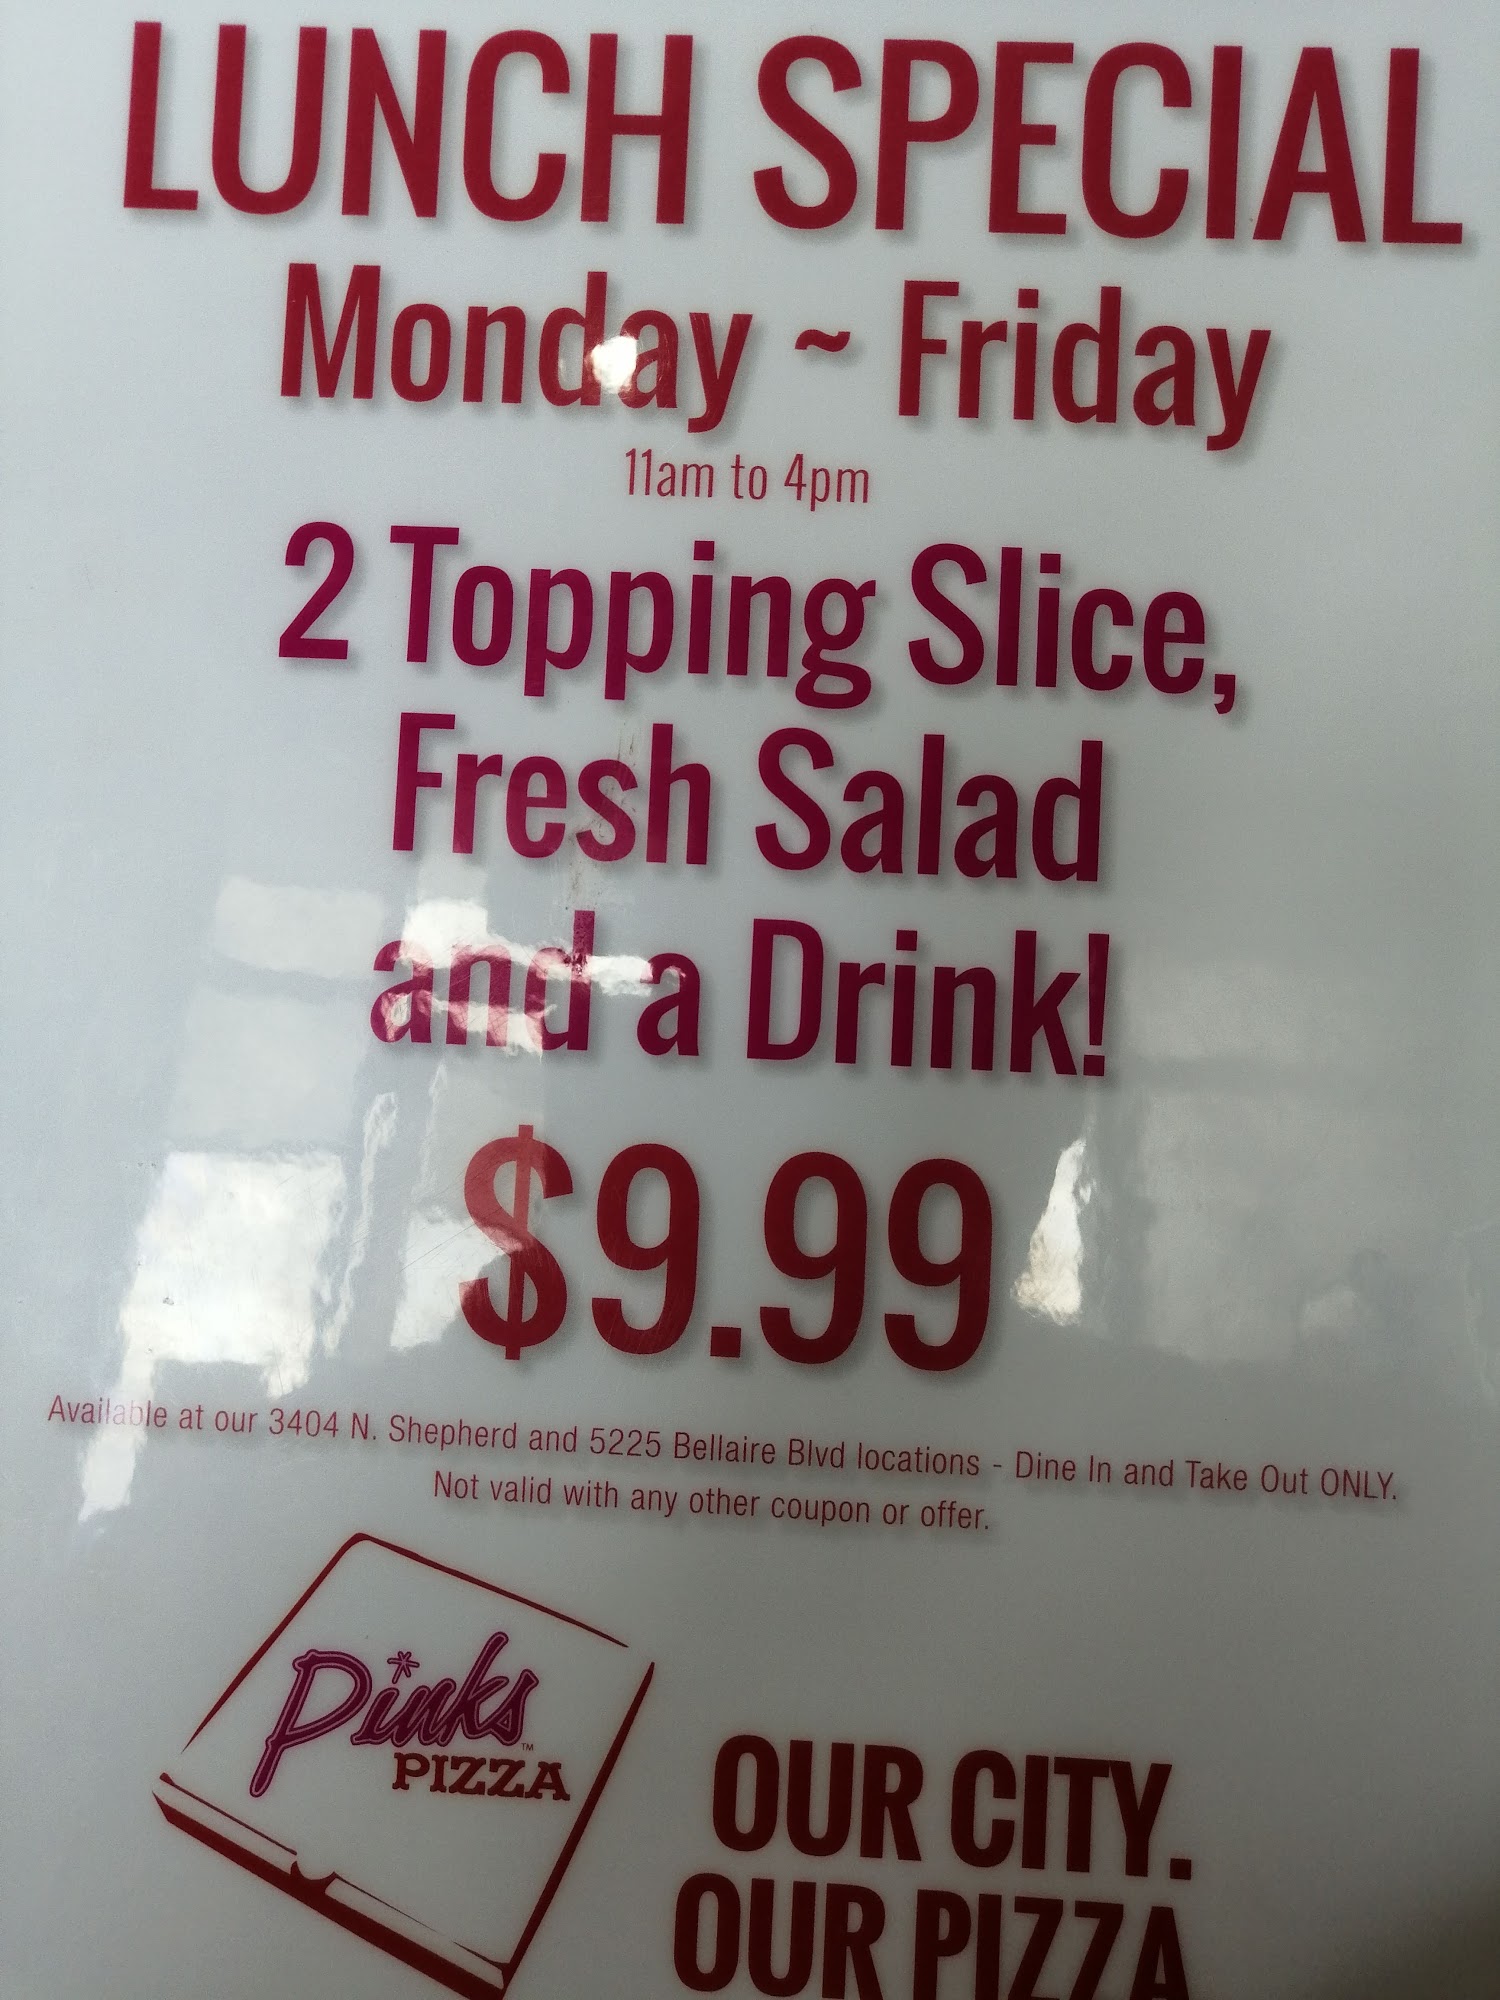 LUNCH SPECIAL
Monday ~ Friday
11am to 4pm
2 Topping Slice,
Fresh Salad
and a Drink!
$9.99
Available at our 3404 N. Shepherd and 5225 Bellaire Blvd locations - Dine In and Take Out ONLY.
Not valid with any other coupon or offer.
Pinks™
PIZZA
OUR CITY.
OUR PIZZA